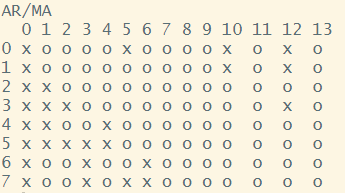 AR/MA
0 1 2 3 4 5 6 7 8 9 10 11 12 13
0 x o o o o x o o o o x o x o
1 x o o o o o o o o o x o x o
2 x x o o o o o o o o o o o o
3 x x x o o o o o o o o o x o
4 x x o o x o o o o o o o o o
5 x x x x x o o o o o o o o o
6 x o o x o o x o o o o o o o
7 x o o x o x x o o o o o o o